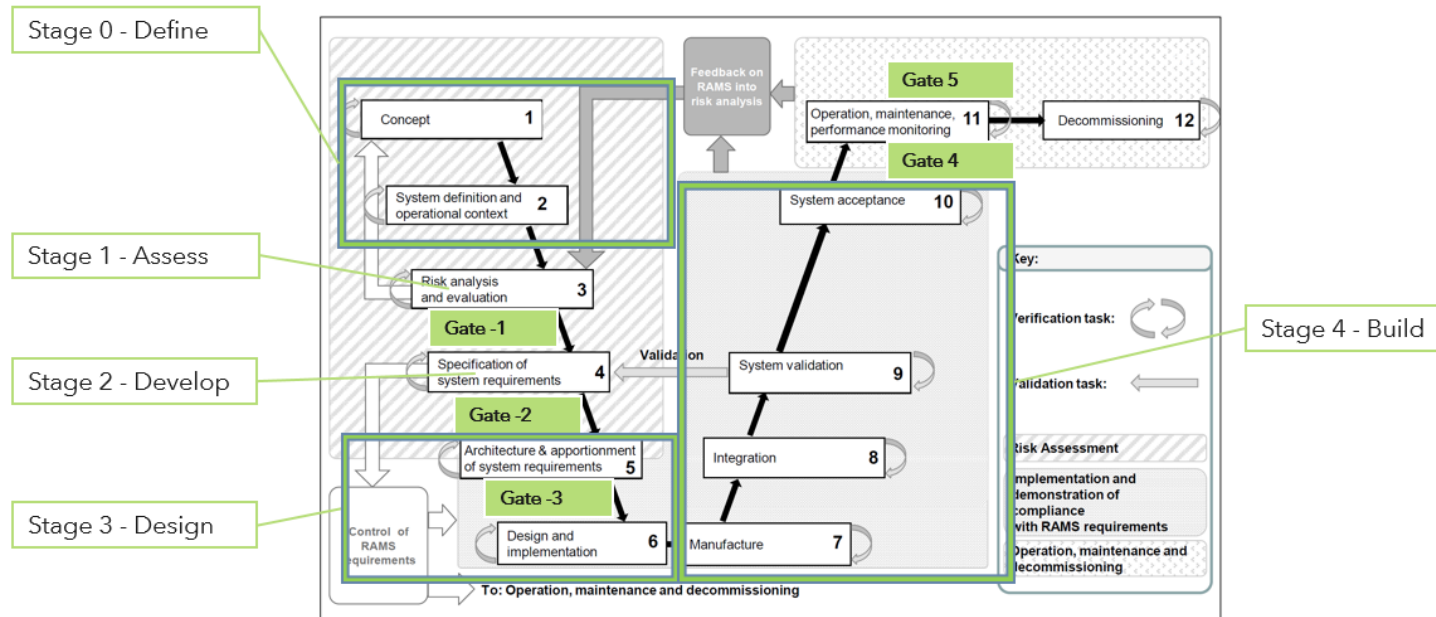 Stage 0 - Define
Stage 1 - Assess
Stage 2 - Develop
Stage 3 - Design
Concept 1
System definition and
operational context 2
Risk analysis
and evaluation 3
Gate -1
Specification of
system requirements 4
Gate -2
Architecture & apportionment
of system requirements 5
Gate -3
Design and
implementation 6
Control of
RAMS
equirements
To: Operation, maintenance and decommissioning
Feedback on
RAMS into
risk analysis
Validation
Manufacture 7
Integration 8
System validation 9
System acceptance 10
Gate 4
Operation, maintenance,
performance monitoring 11
Gate 5
Decommissioning 12
Key:
Verification task:
Validation task:
Risk Assessment
mplementation and
demonstration of
compliance
with RAMS requirements
Operation, maintenance and
decommissioning
Stage 4 - Build